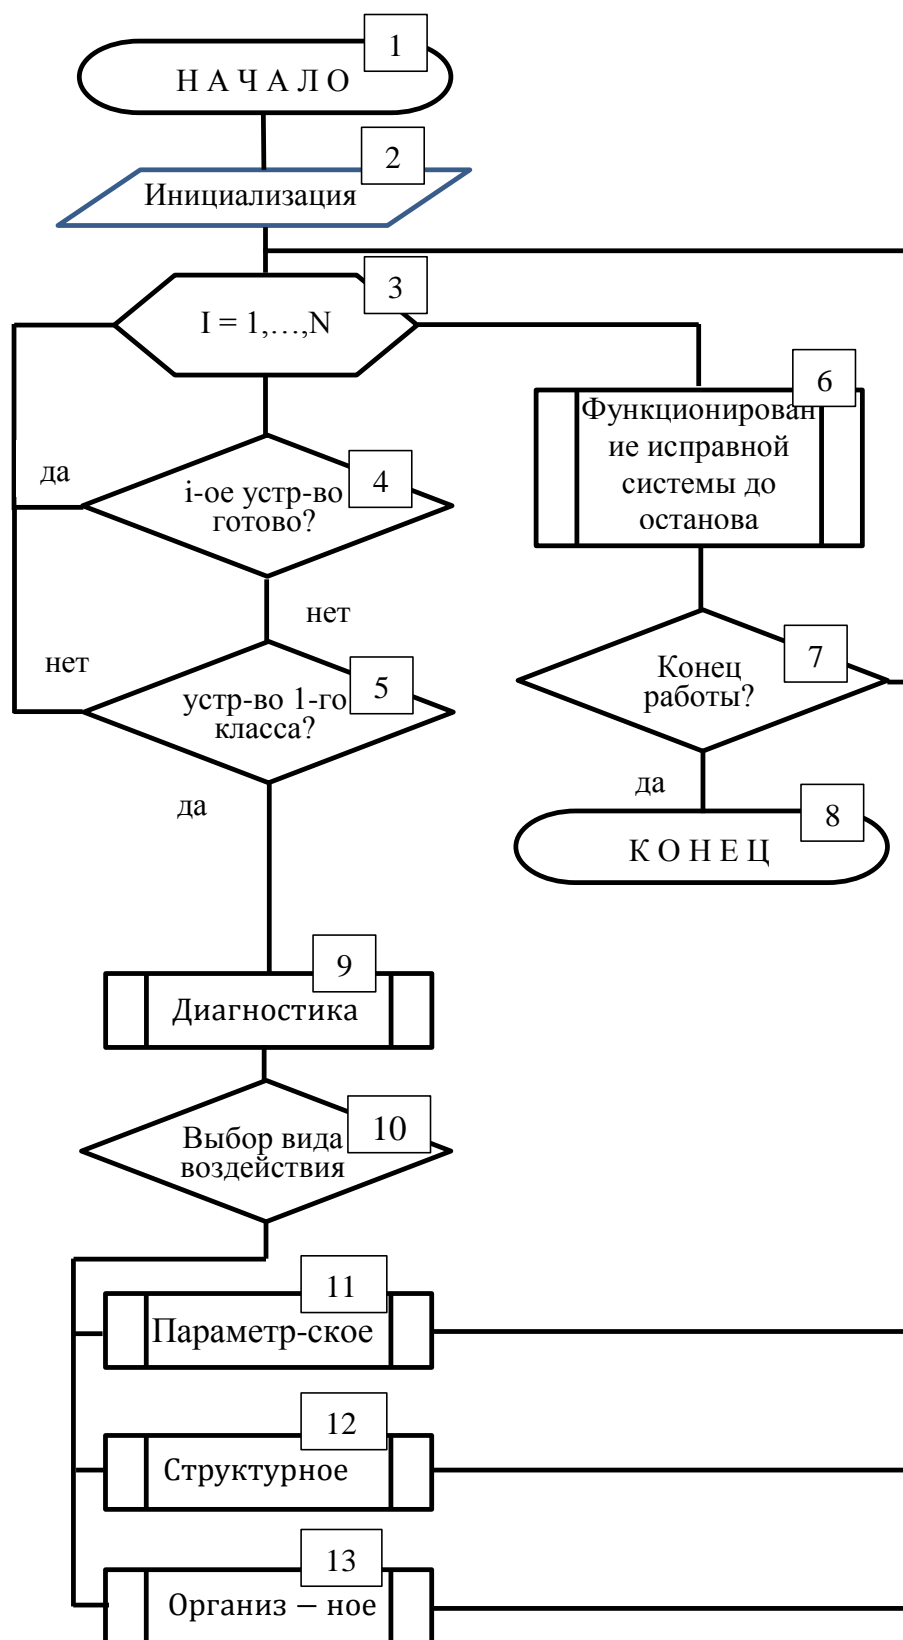 1
Н А Ч А Л О
2
Инициализация
3
I = 1,…,N
да
4
i-ое устр-во
готово?
нет
нет
5
устр-во 1-го
класса?
да
6
Функционирован
ие исправной
системы до
останова
7
Конец
работы?
да
8
К О Н Е Ц
9
Диагностика
10
Выбор вида
воздействия
11
Параметр-ское
12
Структурное
13
Организ – ное